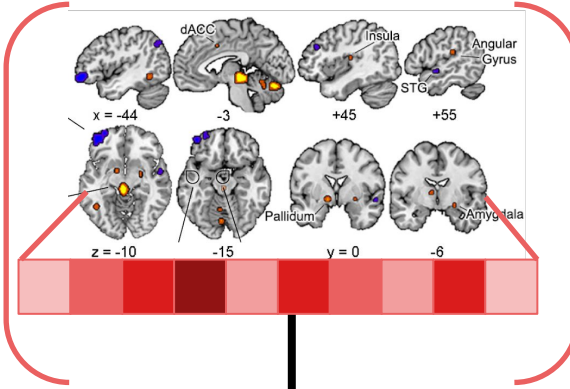 dACC
Insula
Angular
Gyrus
STG
x = -44
-3
+45
+55
Pallidum
Amygdala
z = -10
-15
y = 0
-6